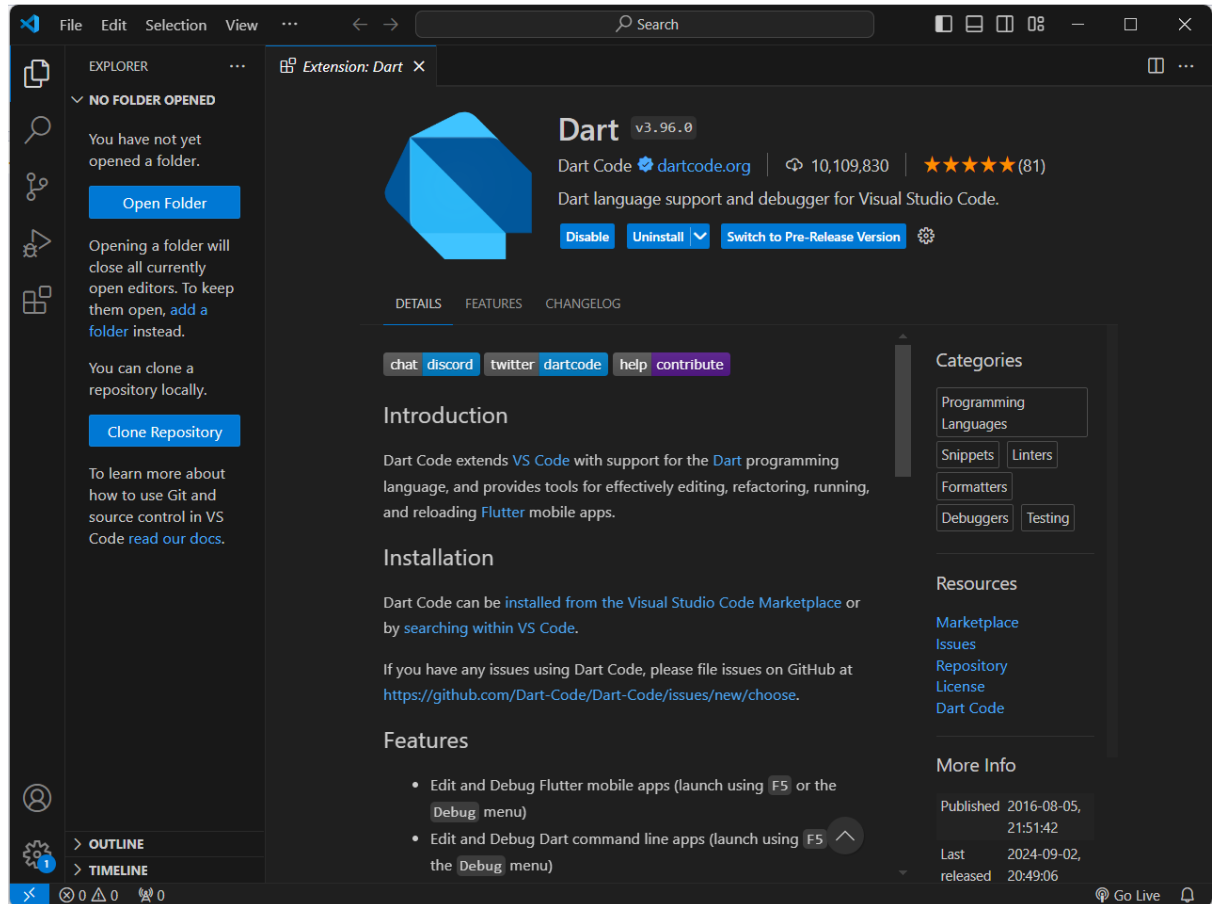 File Edit Selection View ··· Search
EXPLORER ···
NO FOLDER OPENED
You have not yet
opened a folder.
Open Folder
Opening a folder will
close all currently
open editors. To keep
them open, add a
folder instead.
You can clone a
repository locally.
Clone Repository
To learn more about
how to use Git and
source control in VS
Code read our docs.
OUTLINE
TIMELINE
Extension: Dart
Dart v3.96.0
Dart Code dartcode.org 10,109,830 (81)
Dart language support and debugger for Visual Studio Code.
Disable Uninstall Switch to Pre-Release Version
DETAILS FEATURES CHANGELOG
chat discord twitter dartcode help contribute
Introduction
Dart Code extends VS Code with support for the Dart programming
language, and provides tools for effectively editing, refactoring, running,
and reloading Flutter mobile apps.
Installation
Dart Code can be installed from the Visual Studio Code Marketplace or
by searching within VS Code.
If you have any issues using Dart Code, please file issues on GitHub at
https://github.com/Dart-Code/Dart-Code/issues/new/choose.
Features
• Edit and Debug Flutter mobile apps (launch using F5 or the
Debug menu)
• Edit and Debug Dart command line apps (launch using F5
the Debug menu)
Categories
Programming
Languages
Snippets Linters
Formatters
Debuggers Testing
Resources
Marketplace
Issues
Repository
License
Dart Code
More Info
Published 2016-08-05,
21:51:42
Last 2024-09-02,
released 20:49:06
1
0 0 0 Go Live